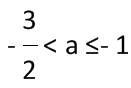 - 3/2 < a ≤- 1